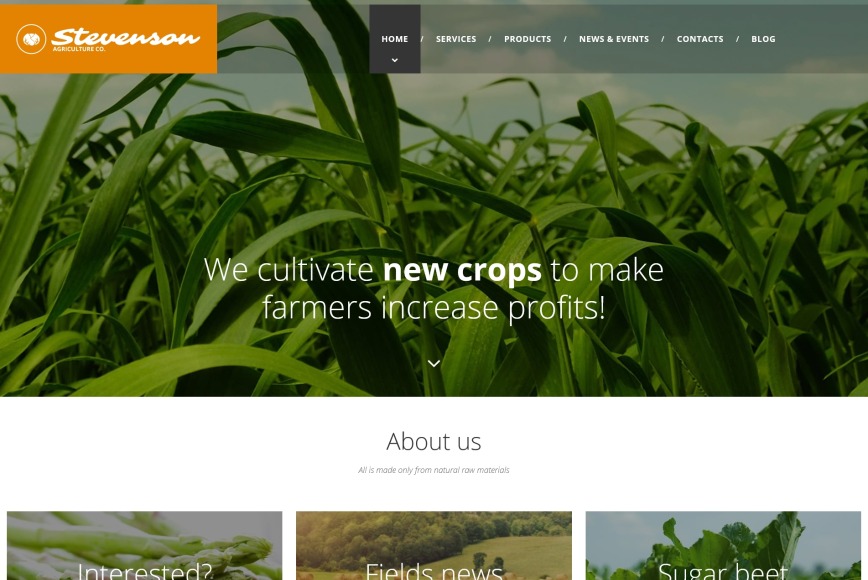 Stevenson
AGRICULTURE CO.
HOME / SERVICES / PRODUCTS / NEWS & EVENTS / CONTACTS / BLOG
We cultivate new crops to make
farmers increase profits!
About us
All is made only from natural raw materials
Interested?
Fields news
Sugar beet